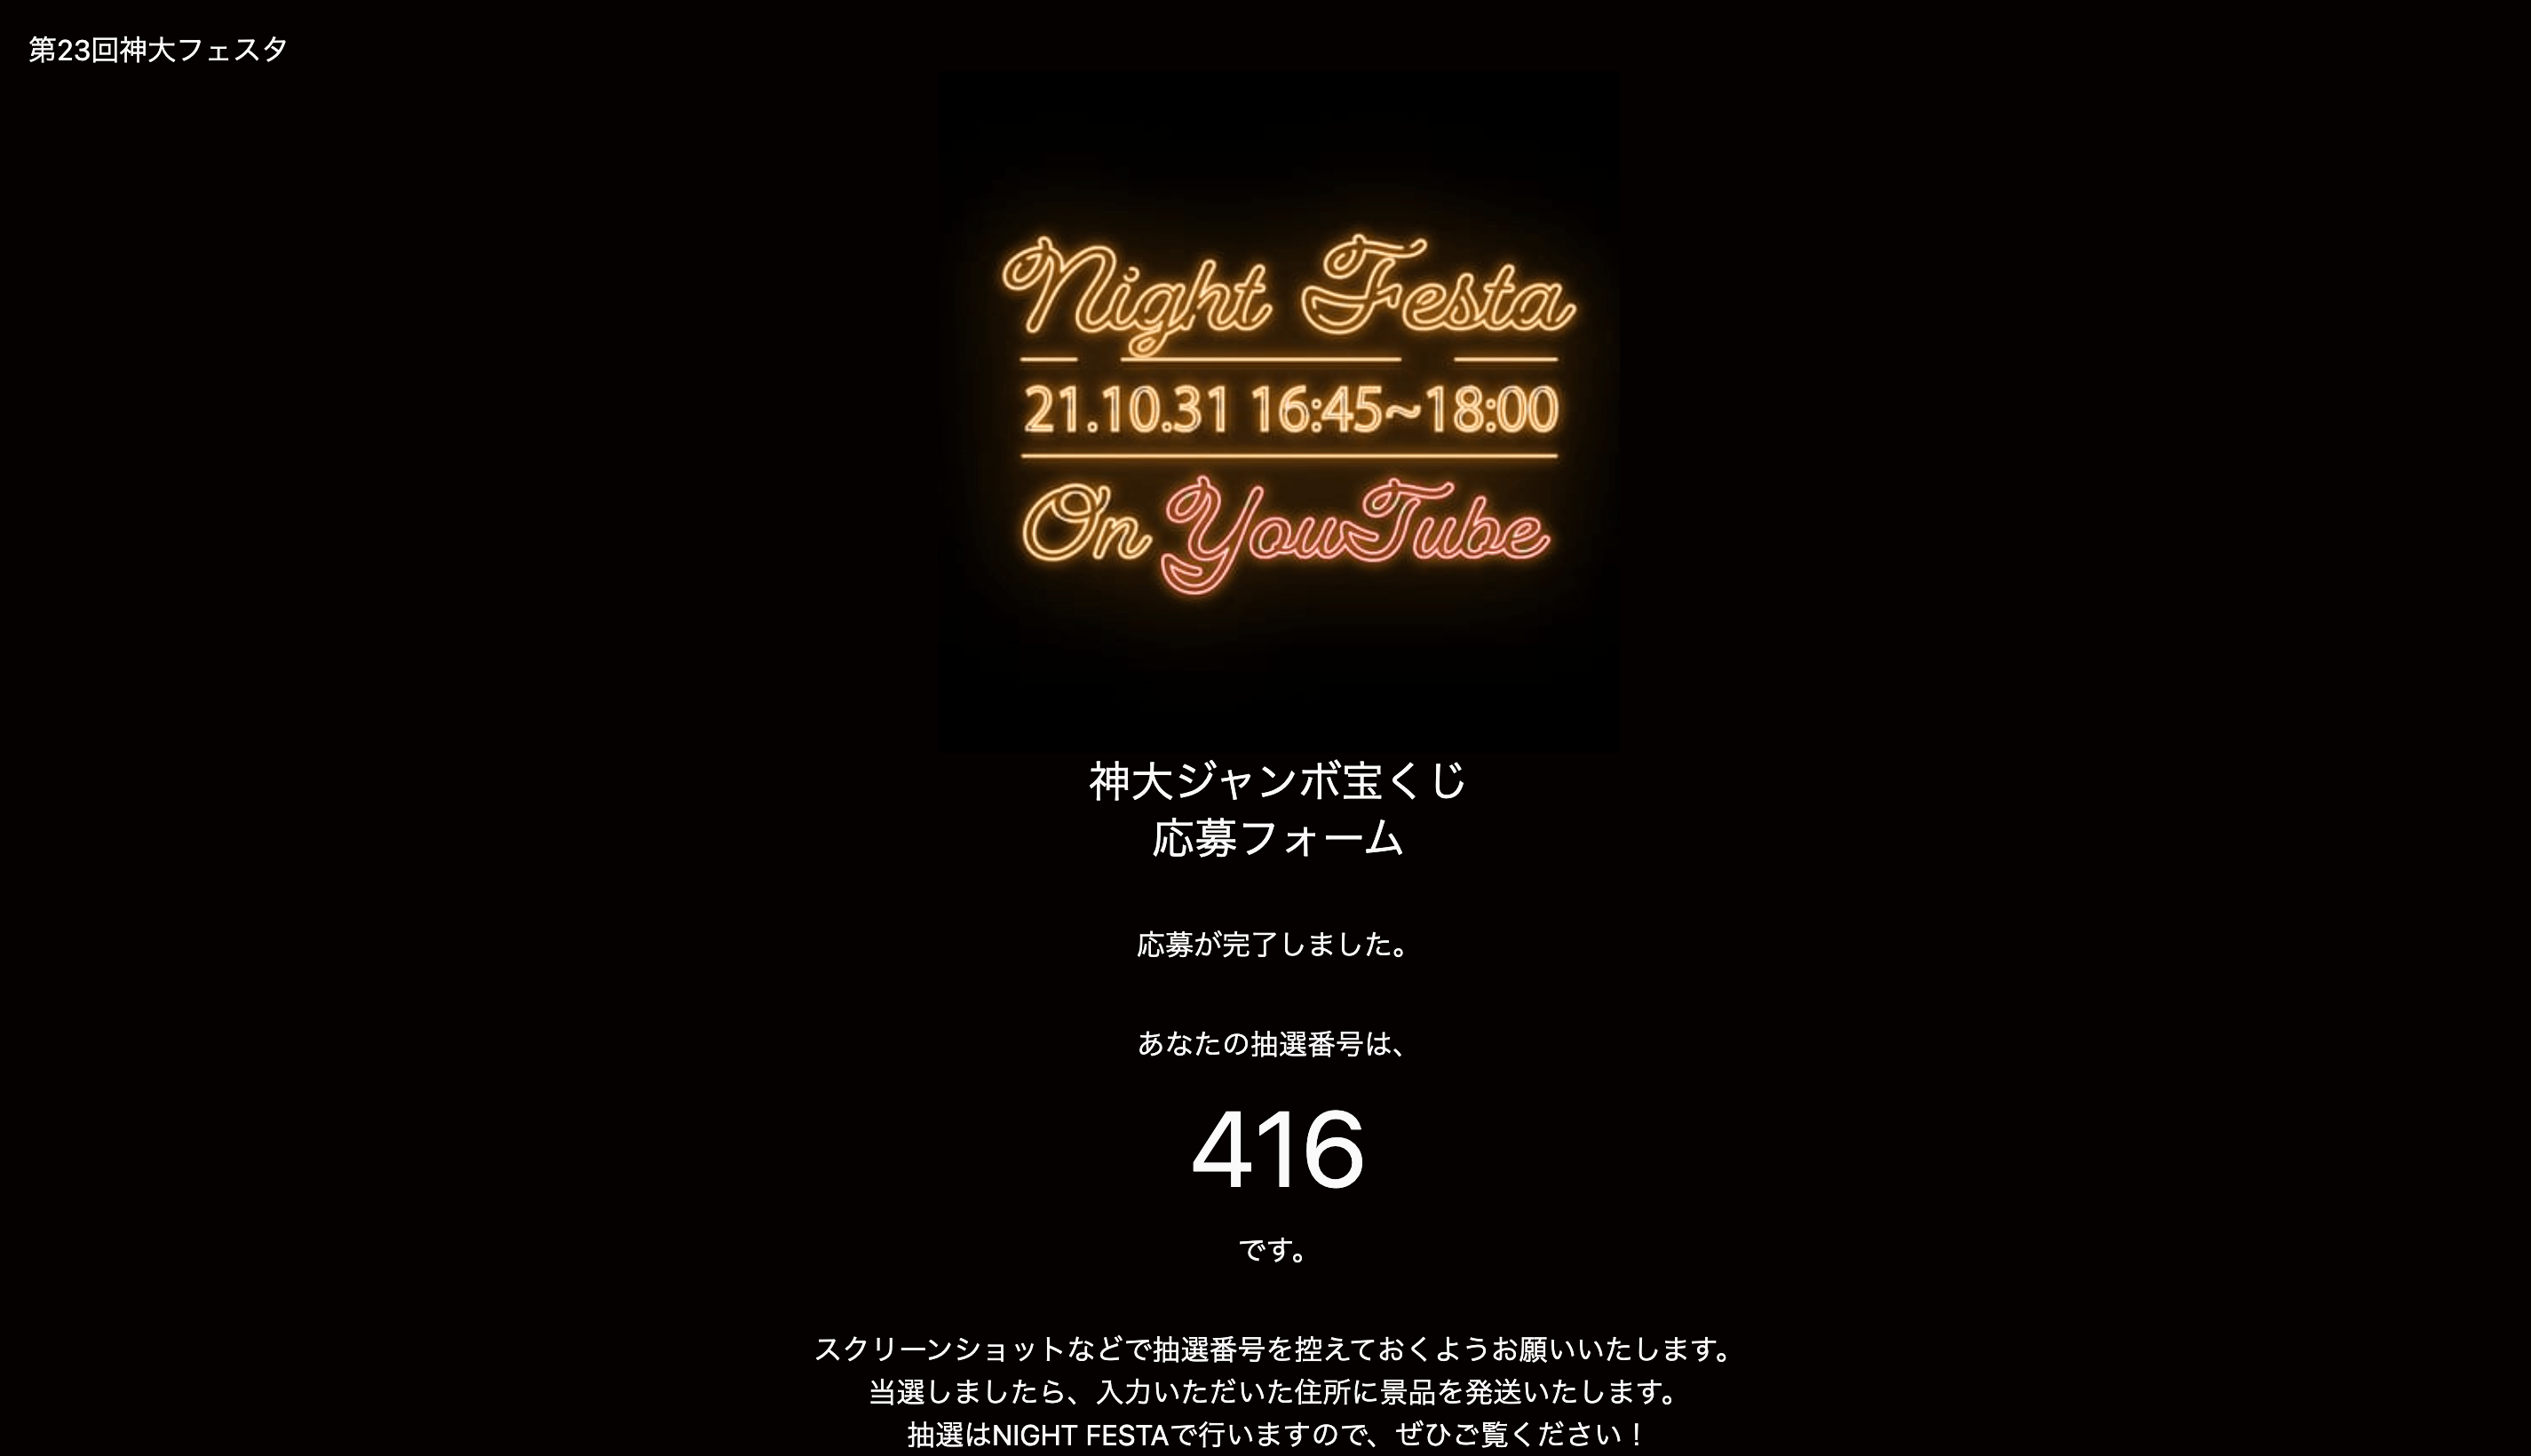 第23回神大フェスタ
Night Festa
21.10.31 16:45~18:00
On YouTube
神大ジャンボ宝くじ
応募フォーム
応募が完了しました。
あなたの抽選番号は、
416
です。
スクリーンショットなどで抽選番号を控えておくようお願いいたします。
当選しましたら、入力いただいた住所に景品を発送いたします。
抽選はNIGHT FESTAで行いますので、ぜひご覧ください！